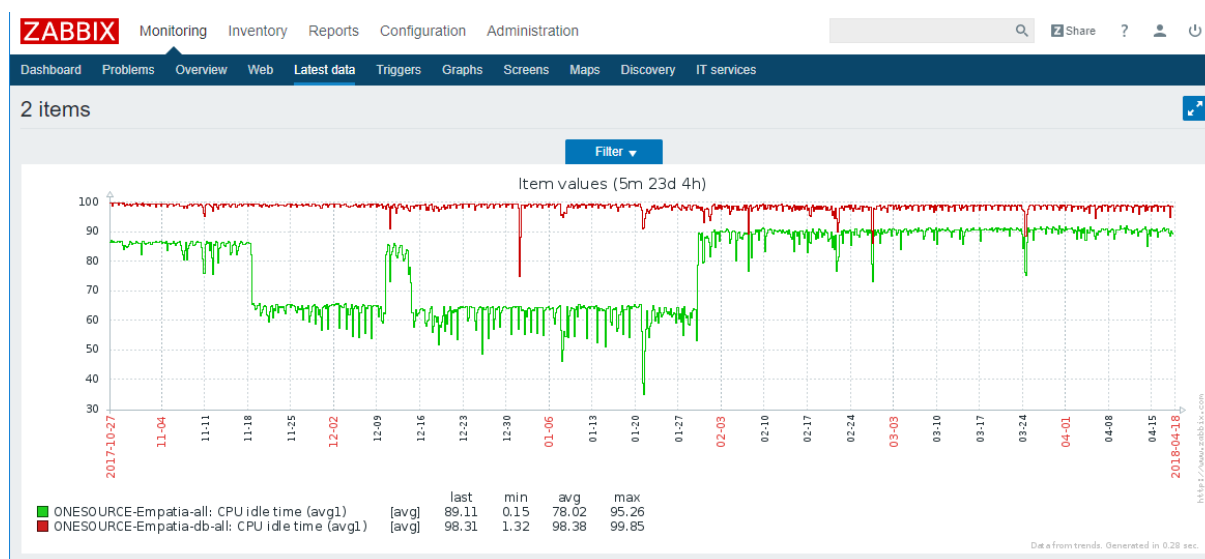 ZABBIX Monitoring Inventory Reports Configuration Administration Z Share ?
Dashboard Problems Overview Web Latest data Triggers Graphs Screens Maps Discovery IT services
2 items
Filter
Item values (5m 23d 4h)
100
90
80
70
60
50
40
30
2017-10-27 11-04 11-11 11-18 11-25 12-02 12-09 12-16 12-23 12-30 01-06 01-13 01-20 01-27 02-03 02-10 02-17 02-24 03-03 03-10 03-17 03-24 04-01 04-08 04-15 2018-04-18
http://www.zabbix.com
last min avg max
ONESOURCE-Empatia-all: CPU idle time (avg1) [avg] 89.11 0.15 78.02 95.26
ONESOURCE-Empatia-db-all: CPU idle time (avg1) [avg] 98.31 1.32 98.38 99.85
Data from trends. Generated in 0.28 sec.